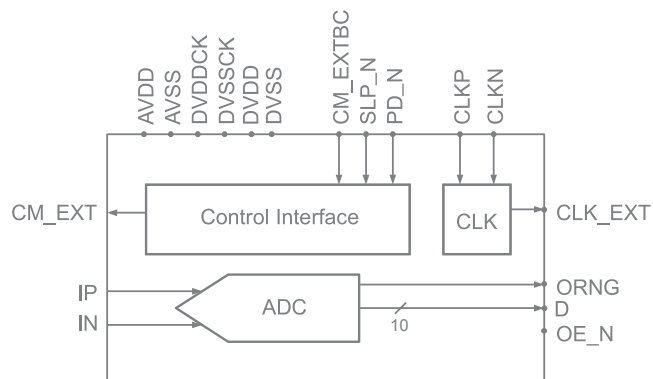 AVDD
AVSS
DVDDCK
DVSSCK
DVDD
DVSS
CM_EXTBC
SLP_N
PD_N
CLKP
CLKN
CM_EXT
Control Interface
CLK
CLK_EXT
IP
IN
ADC
10
ORNG
D
OE_N